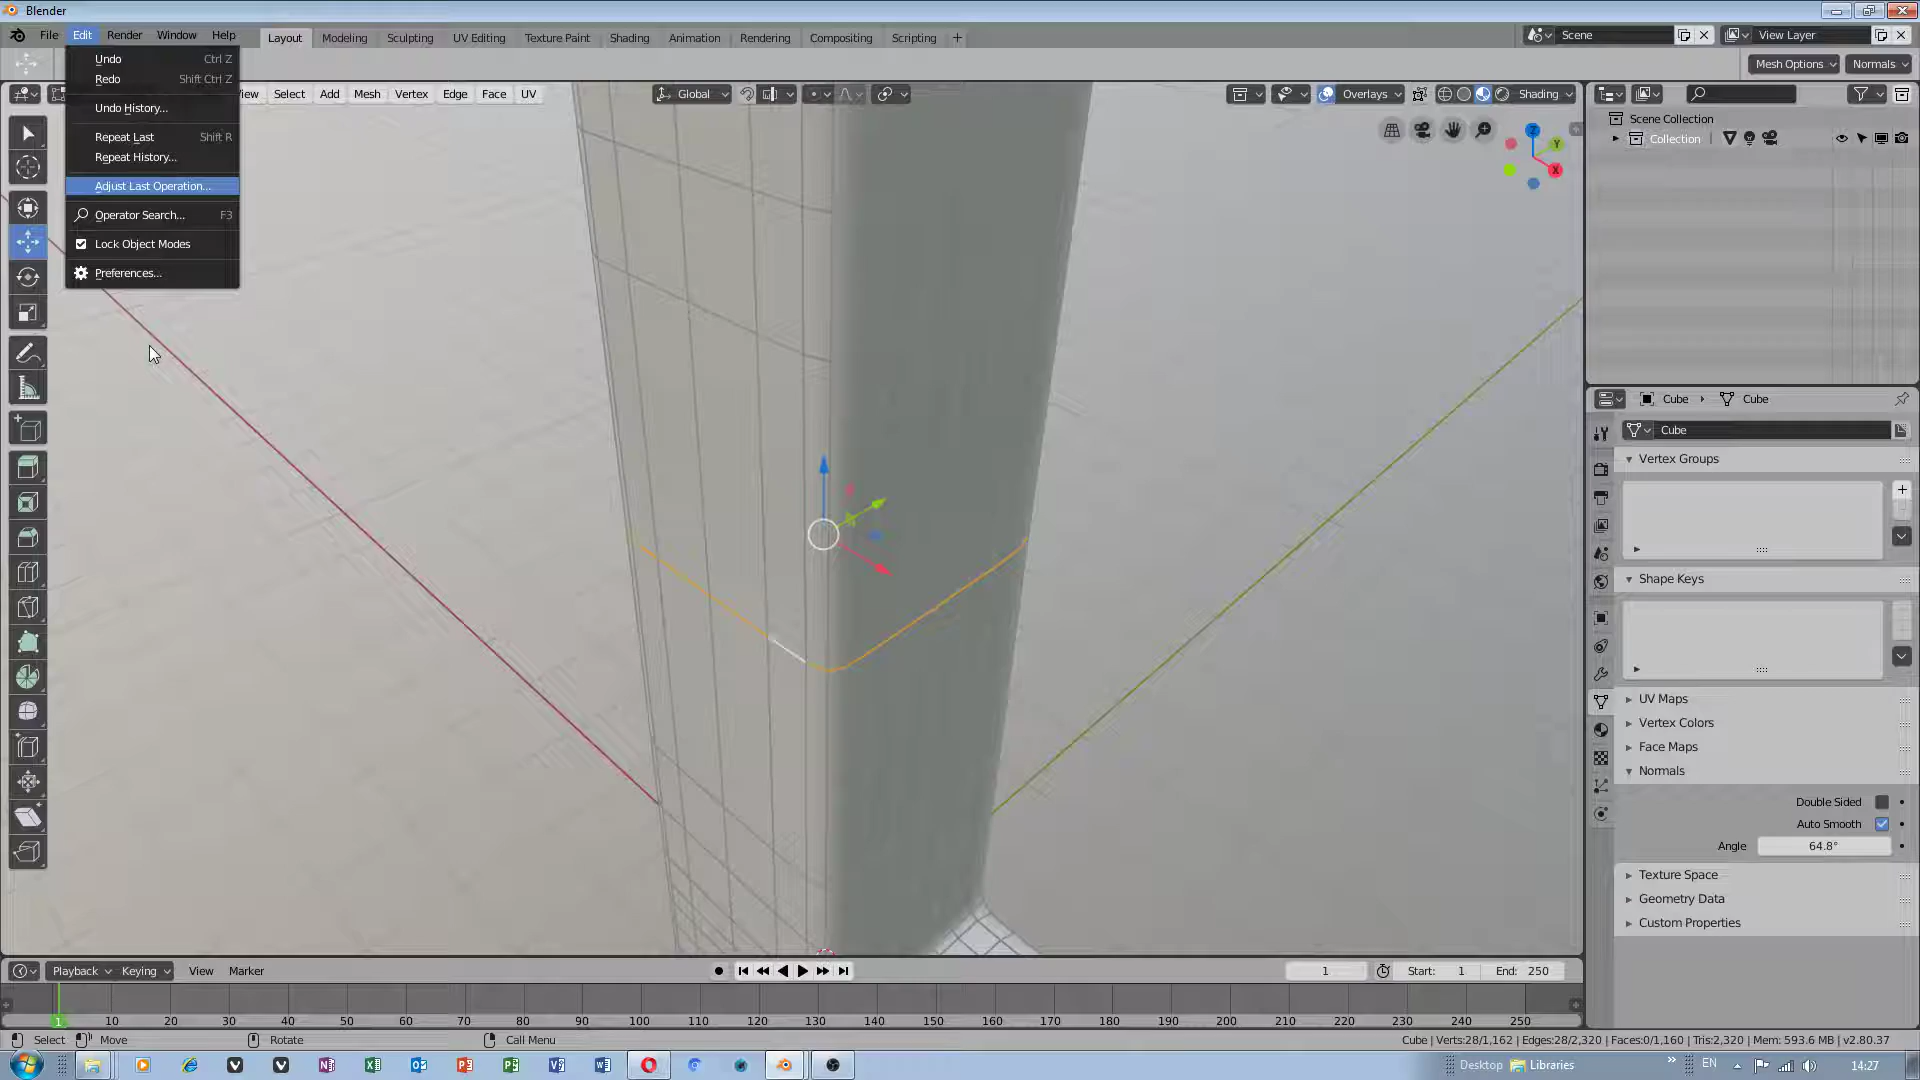 Blender
File Edit Render Window Help
Layout Modeling Sculpting UV Editing Texture Paint Shading Animation Rendering Compositing Scripting +
Scene
View Layer
Mesh Options
Normals
Undo Ctrl Z
Redo Shift Ctrl Z
Undo History...
Repeat Last Shift R
Repeat History...
Adjust Last Operation...
Operator Search... F3
Lock Object Modes
Preferences...
Select Add Mesh Vertex Edge Face UV
Global
Overlays
Shading
Z
Y
X
Scene Collection
Collection
Cube
Cube
Cube
Vertex Groups
Shape Keys
UV Maps
Vertex Colors
Face Maps
Normals
Double Sided
Auto Smooth
Angle 64.8°
Texture Space
Geometry Data
Custom Properties
Playback Keying View Marker
1
Start: 1
End: 250
1 10 20 30 40 50 60 70 80 90 100 110 120 130 140 150 160 170 180 190 200 210 220 230 240 250
Select Move Rotate Call Menu
Cube | Verts:28/1,162 | Edges:28/2,320 | Faces:0/1,160 | Tris:2,320 | Mem: 593.6 MB | v2.80.37
Desktop Libraries EN 14:27